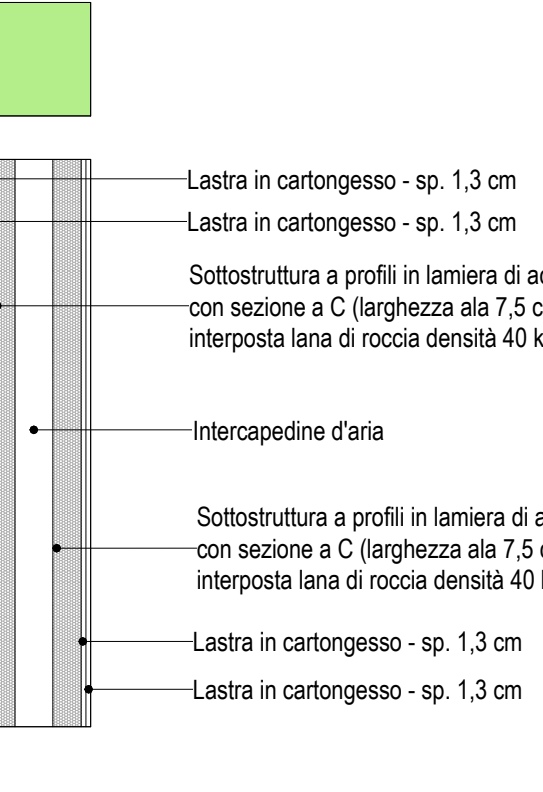 Lastra in cartongesso - sp. 1,3 cm
Lastra in cartongesso - sp. 1,3 cm
Sottostruttura a profili in lamiera di
con sezione a C (larghezza ala 7,5
interposta lana di roccia densità 40
Intercapedine d'aria
Sottostruttura a profili in lamiera di
con sezione a C (larghezza ala 7,5
interposta lana di roccia densità 40
Lastra in cartongesso - sp. 1,3 cm
Lastra in cartongesso - sp. 1,3 cm